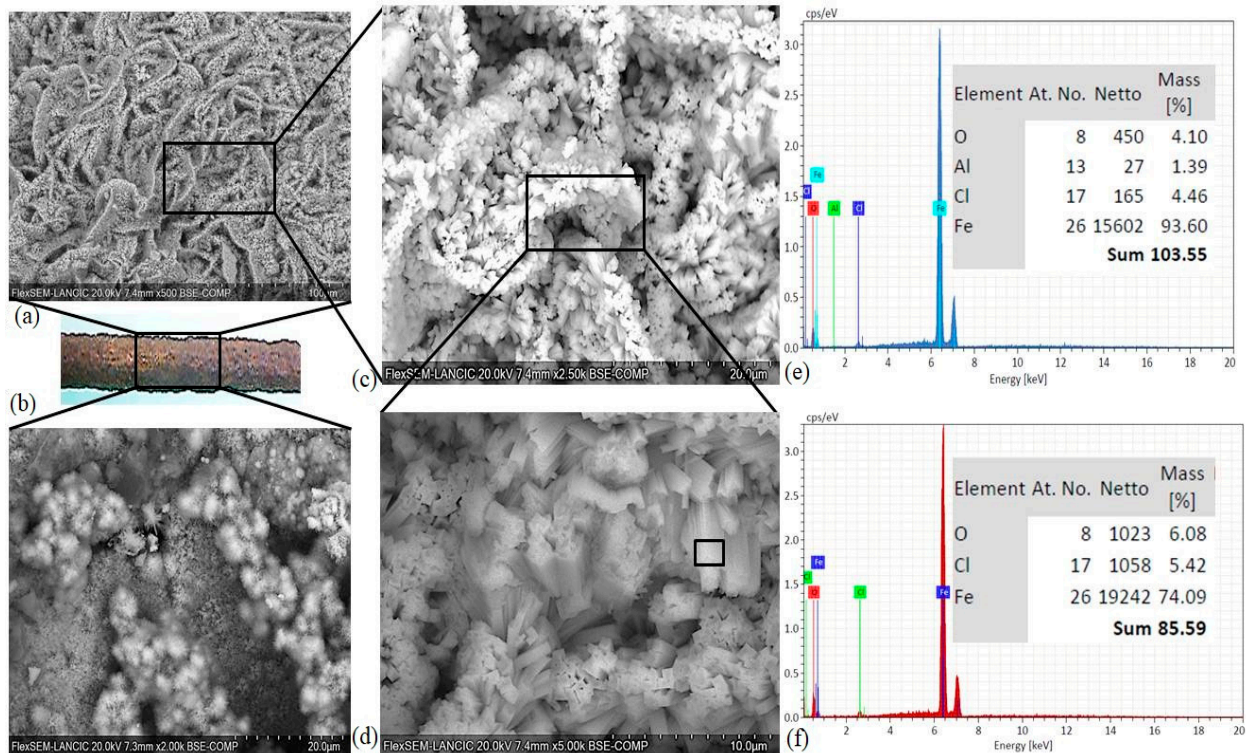 FlexSEM-LANCIC 20.0kV 7.4mm x500 BSE-COMP 100μm
(a)
(b)
FlexSEM-LANCIC 20.0kV 7.3mm x2.00k BSE-COMP 20.0μm
(c)
FlexSEM-LANCIC 20.0kV 7.4mm x2.50k BSE-COMP 20.0μm
(d)
FlexSEM-LANCIC 20.0kV 7.4mm x5.00k BSE-COMP 10.0μm
cps/eV
3.0
2.5
2.0
1.5
1.0
0.5
0.0
Fe
Cl
O
Al
Cl
Fe
Element At. No. Netto Mass
[%]
O 8 450 4.10
Al 13 27 1.39
Cl 17 165 4.46
Fe 26 15602 93.60
Sum 103.55
2 4 6 8 10 12 14 16 18 20
Energy [keV]
(e)
cps/eV
3.0
2.5
2.0
1.5
1.0
0.5
0.0
Fe
Cl
O
Cl
Fe
Element At. No. Netto Mass
[%]
O 8 1023 6.08
Cl 17 1058 5.42
Fe 26 19242 74.09
Sum 85.59
2 4 6 8 10 12 14 16 18 20
Energy [keV]
(f)